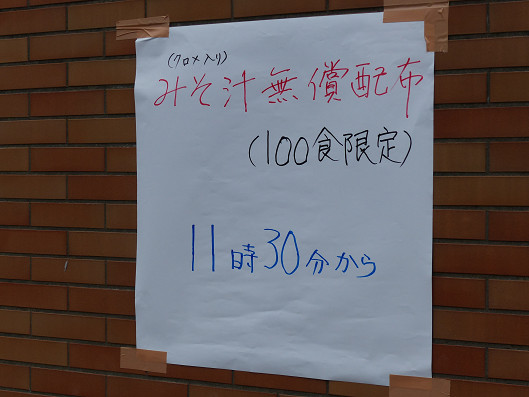 (クロメ入り)
みそ汁無償配布
(100食限定)
11時30分から